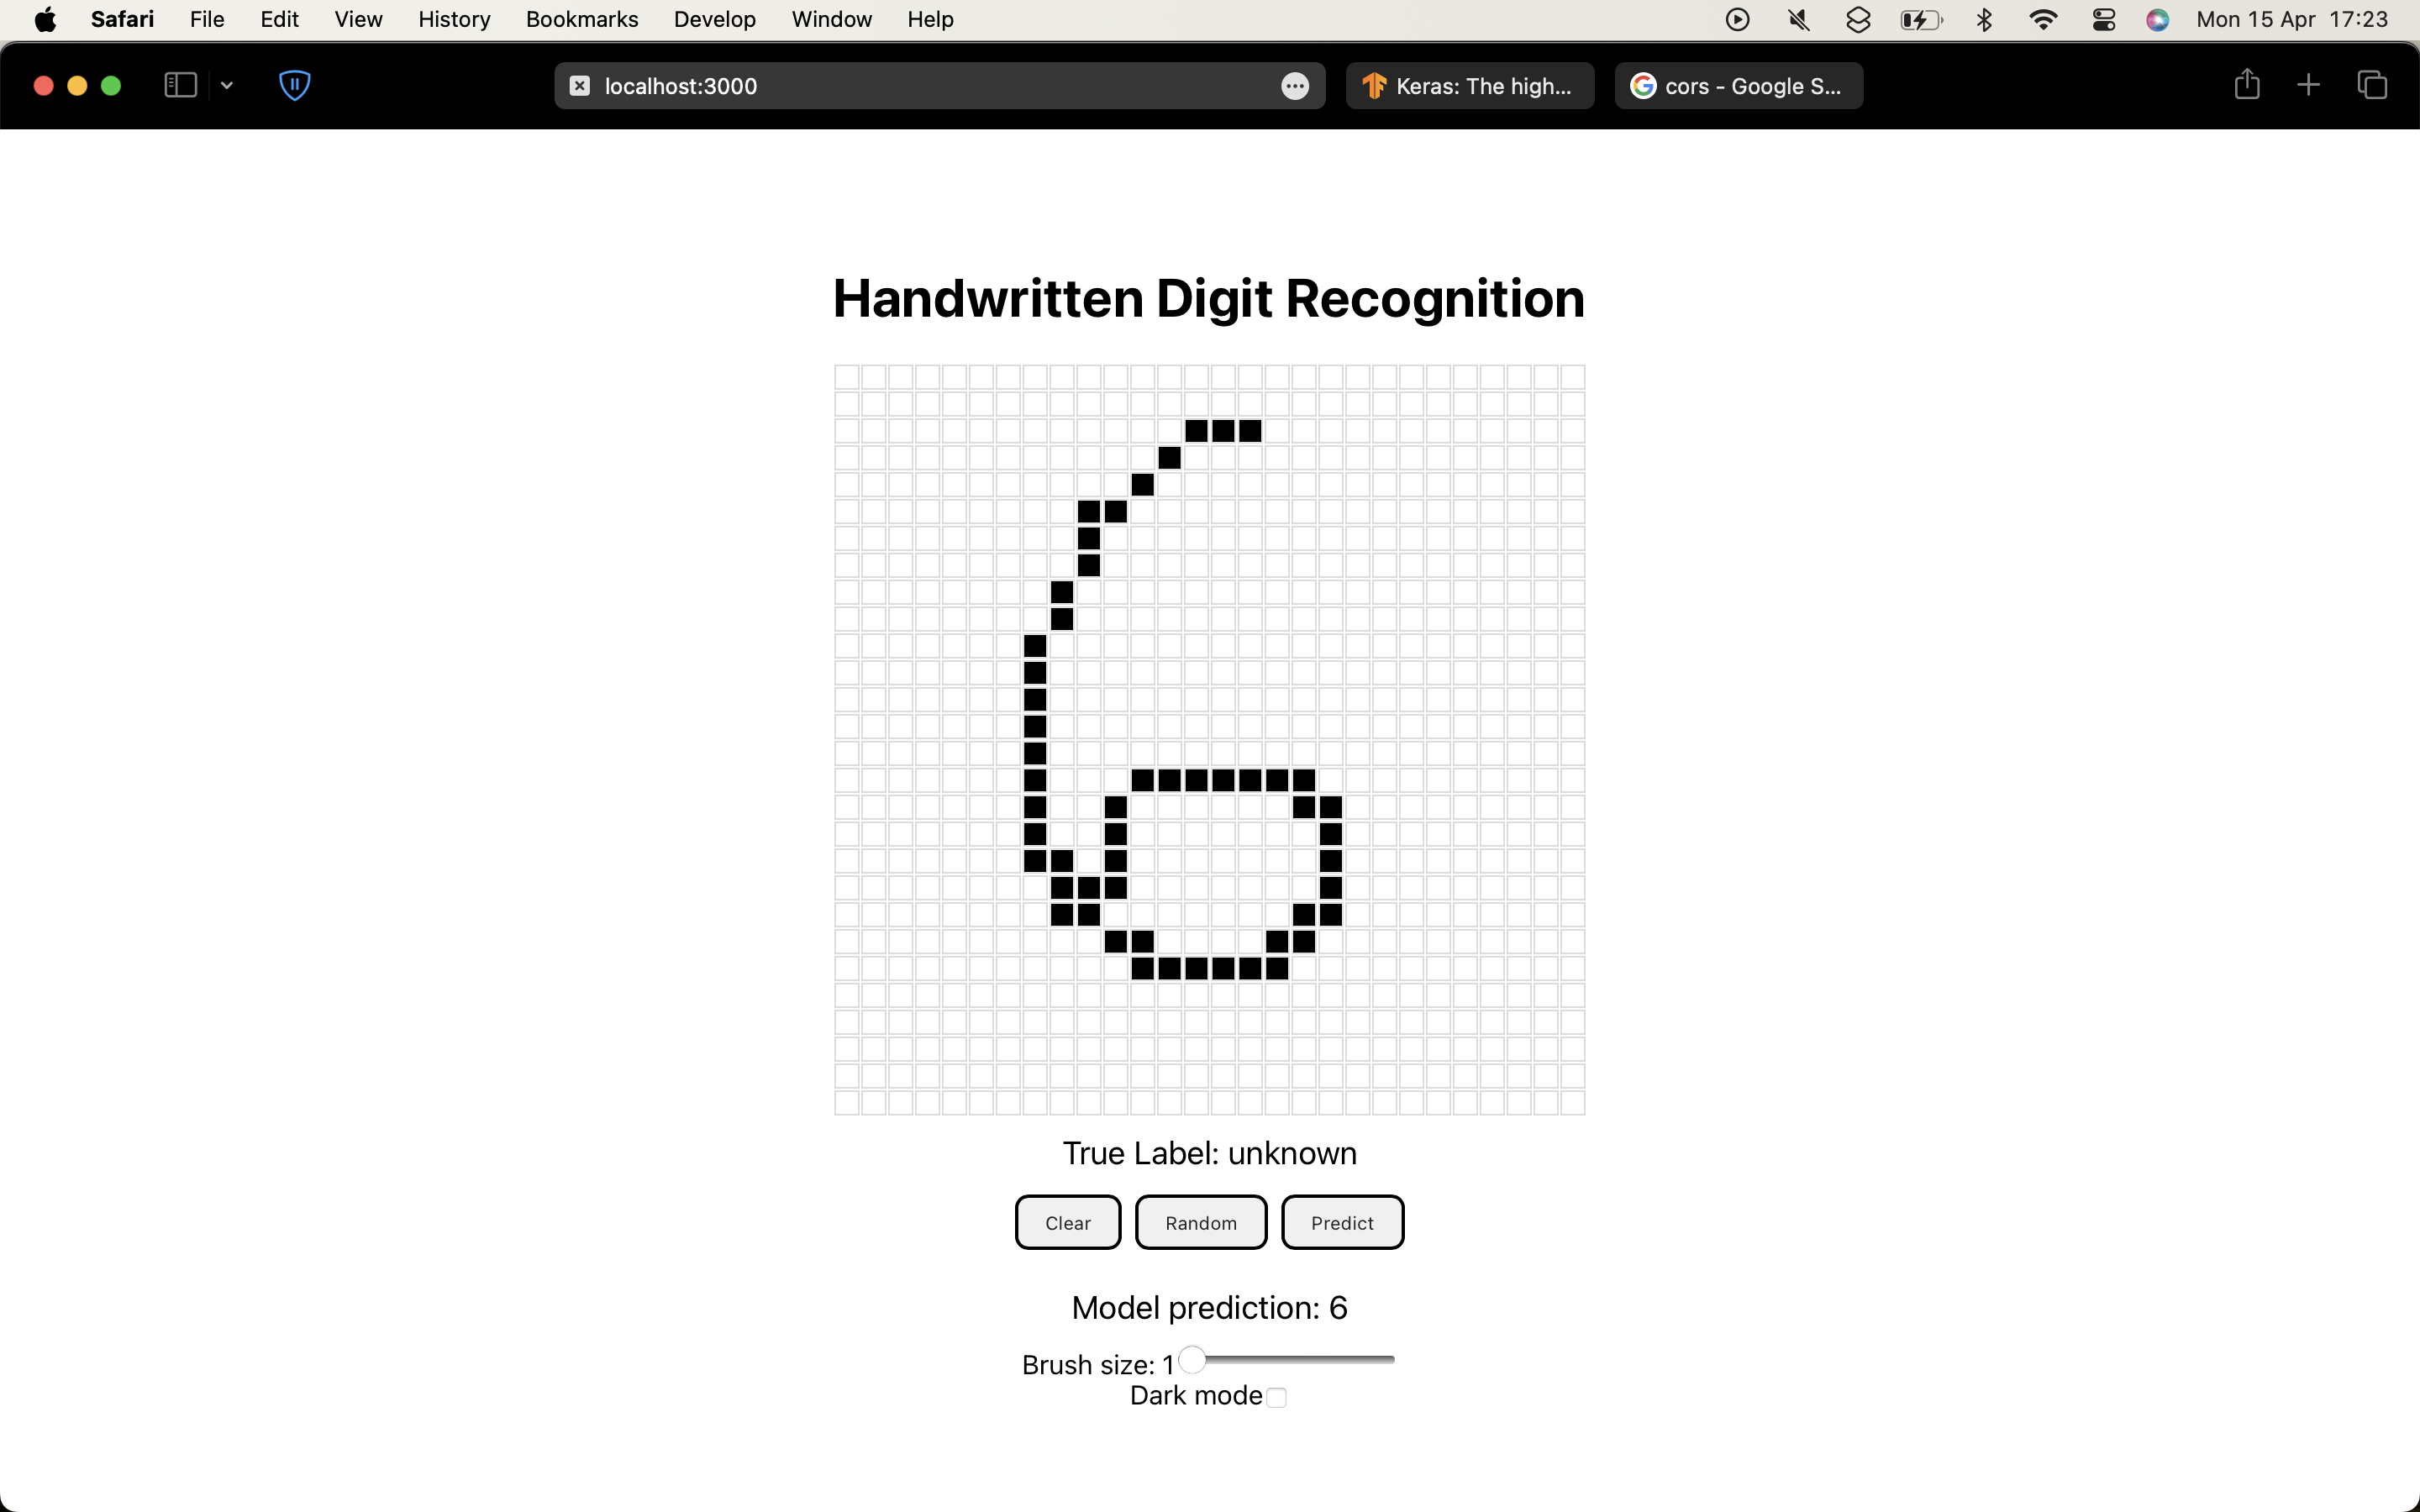 Safari File Edit View History Bookmarks Develop Window Help Mon 15 Apr 17:23
localhost:3000 Keras: The high... cors - Google S...
Handwritten Digit Recognition
6
True Label: unknown
Clear Random Predict
Model prediction: 6
Brush size: 1
Dark mode